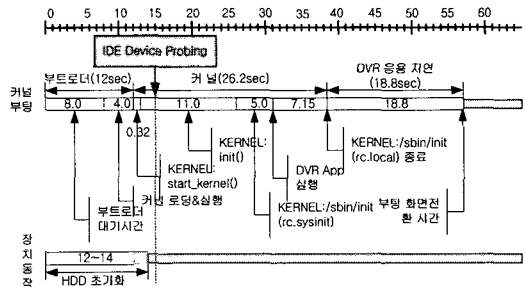 0 5 10 15 20 25 30 35 40 45 50 55 60
IDE Device Probing
부트로더(12sec)
커 널(26.2sec)
DVR 응용 지연
(18.8sec)
커널
부팅
8.0 4.0 11.0 5.0 7.15 18.8
0.32
KERNEL:
init()
KERNEL:
start_kernel()
커널 로딩&실행
부트로더
대기시간
KERNEL:/sbin/init
(rc.local) 종료
DVR App
실행
KERNEL:/sbin/init
(rc.sysinit)
부팅 화면전
환 시간
장
치
동
작
12~14
HDD 초기화